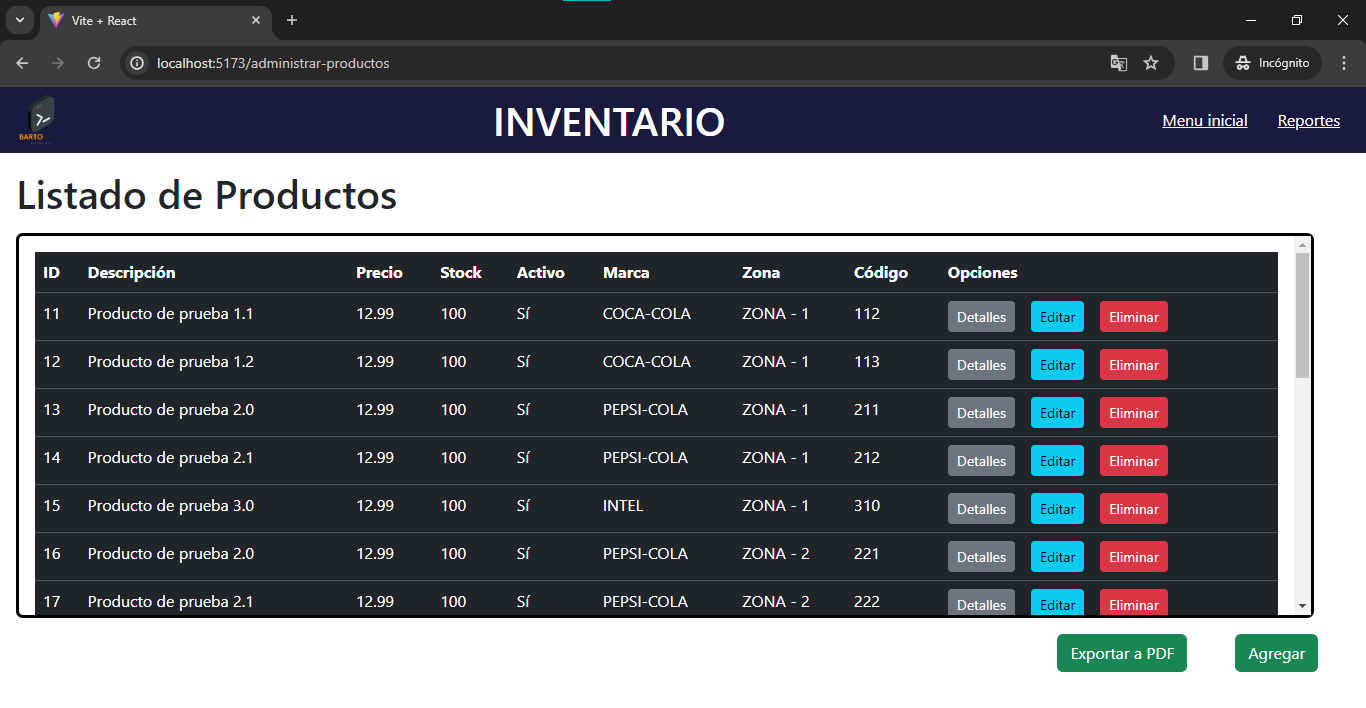 Vite + React
localhost:5173/administrar-productos
Incógnito
BARTO
INVENTARIO
Menu inicial
Reportes
Listado de Productos
ID Descripción Precio Stock Activo Marca Zona Código Opciones
11 Producto de prueba 1.1 12.99 100 Sí COCA-COLA ZONA - 1 112 Detalles Editar Eliminar
12 Producto de prueba 1.2 12.99 100 Sí COCA-COLA ZONA - 1 113 Detalles Editar Eliminar
13 Producto de prueba 2.0 12.99 100 Sí PEPSI-COLA ZONA - 1 211 Detalles Editar Eliminar
14 Producto de prueba 2.1 12.99 100 Sí PEPSI-COLA ZONA - 1 212 Detalles Editar Eliminar
15 Producto de prueba 3.0 12.99 100 Sí INTEL ZONA - 1 310 Detalles Editar Eliminar
16 Producto de prueba 2.0 12.99 100 Sí PEPSI-COLA ZONA - 2 221 Detalles Editar Eliminar
17 Producto de prueba 2.1 12.99 100 Sí PEPSI-COLA ZONA - 2 222 Detalles Editar Eliminar
Exportar a PDF
Agregar